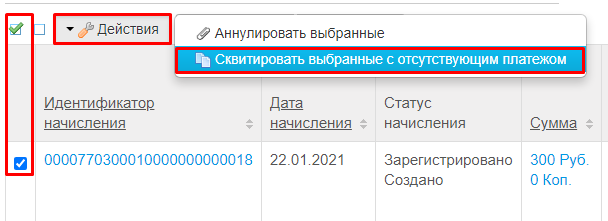 Действия
Аннулировать выбранные
Сквитировать выбранные с отсутствующим платежом
Идентификатор начисления
Дата начисления
Статус начисления
Сумма
0000770300010000000000018
22.01.2021
Зарегистрировано
Создано
300 Руб.
0 Коп.